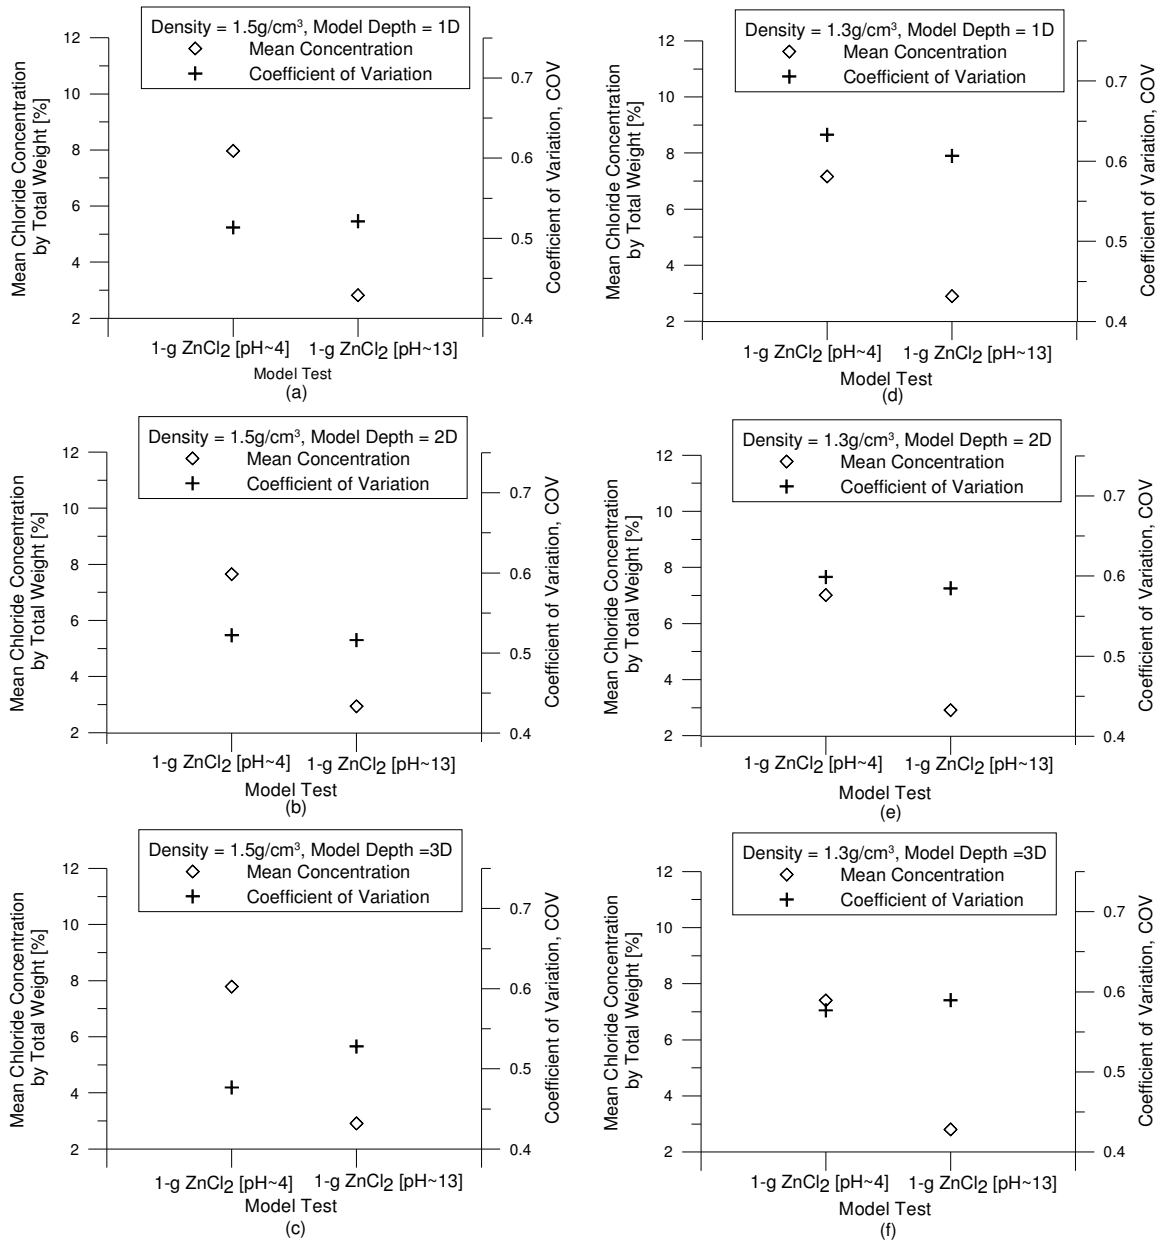 Density = 1.5g/cm³, Model Depth = 1D
Mean Concentration
Coefficient of Variation
Mean Chloride Concentration
by Total Weight [%]
12
10
8
6
4
2
0.7
0.6
0.5
0.4
Coefficient of Variation, COV
1-g ZnCl₂ [pH~4] 1-g ZnCl₂ [pH~13]
Model Test
(a)
Density = 1.3g/cm³, Model Depth = 1D
Mean Concentration
Coefficient of Variation
Mean Chloride Concentration
by Total Weight [%]
12
10
8
6
4
2
0.7
0.6
0.5
0.4
Coefficient of Variation, COV
1-g ZnCl₂ [pH~4] 1-g ZnCl₂ [pH~13]
Model Test
(d)
Density = 1.5g/cm³, Model Depth = 2D
Mean Concentration
Coefficient of Variation
Mean Chloride Concentration
by Total Weight [%]
12
10
8
6
4
2
0.7
0.6
0.5
0.4
Coefficient of Variation, COV
1-g ZnCl₂ [pH~4] 1-g ZnCl₂ [pH~13]
Model Test
(b)
Density = 1.3g/cm³, Model Depth = 2D
Mean Concentration
Coefficient of Variation
Mean Chloride Concentration
by Total Weight [%]
12
10
8
6
4
2
0.7
0.6
0.5
0.4
Coefficient of Variation, COV
1-g ZnCl₂ [pH~4] 1-g ZnCl₂ [pH~13]
Model Test
(e)
Density = 1.5g/cm³, Model Depth =3D
Mean Concentration
Coefficient of Variation
Mean Chloride Concentration
by Total Weight [%]
12
10
8
6
4
2
0.7
0.6
0.5
0.4
Coefficient of Variation, COV
1-g ZnCl₂ [pH~4] 1-g ZnCl₂ [pH~13]
Model Test
(c)
Density = 1.3g/cm³, Model Depth =3D
Mean Concentration
Coefficient of Variation
Mean Chloride Concentration
by Total Weight [%]
12
10
8
6
4
2
0.7
0.6
0.5
0.4
Coefficient of Variation, COV
1-g ZnCl₂ [pH~4] 1-g ZnCl₂ [pH~13]
Model Test
(f)